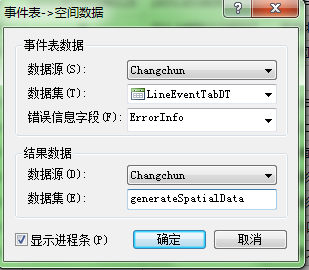 事件表->空间数据
事件表数据
数据源(S):
Changchun
数据集(T):
LineEventTabDT
错误信息字段(F):
ErrorInfo
结果数据
数据源(D):
Changchun
数据集(E):
generateSpatialData
显示进程条(P)
确定
取消